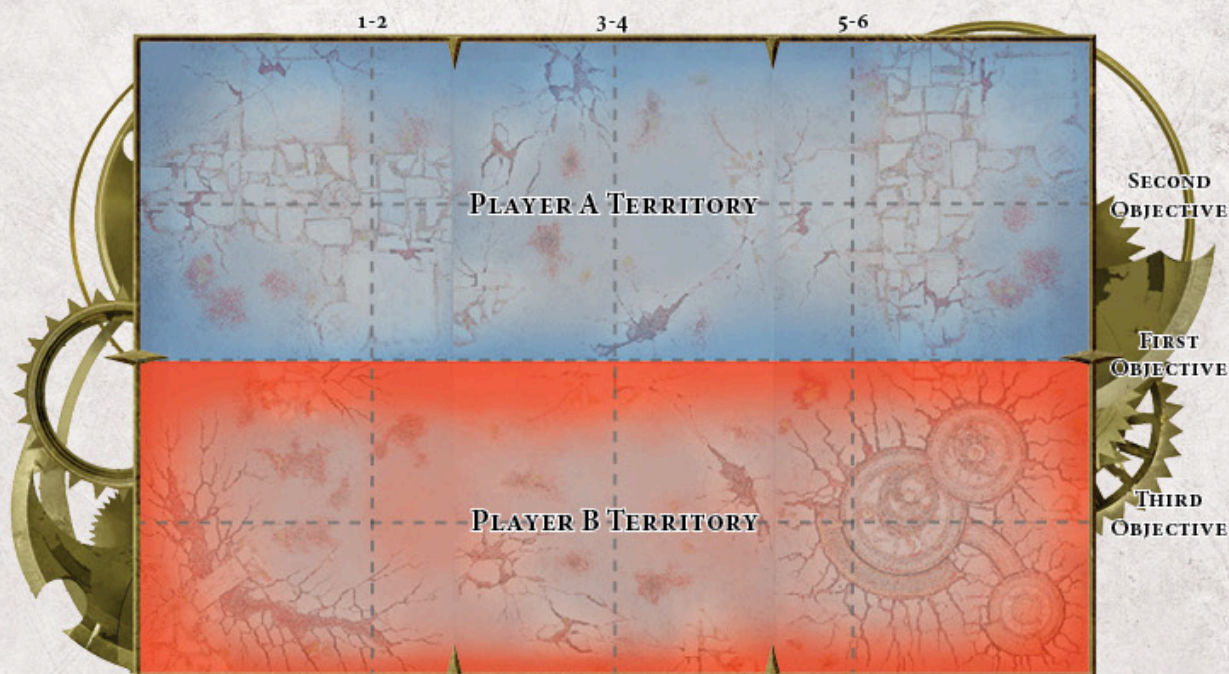 1-2 3-4 5-6
Player A Territory
Second
Objective
First
Objective
Player B Territory
Third
Objective